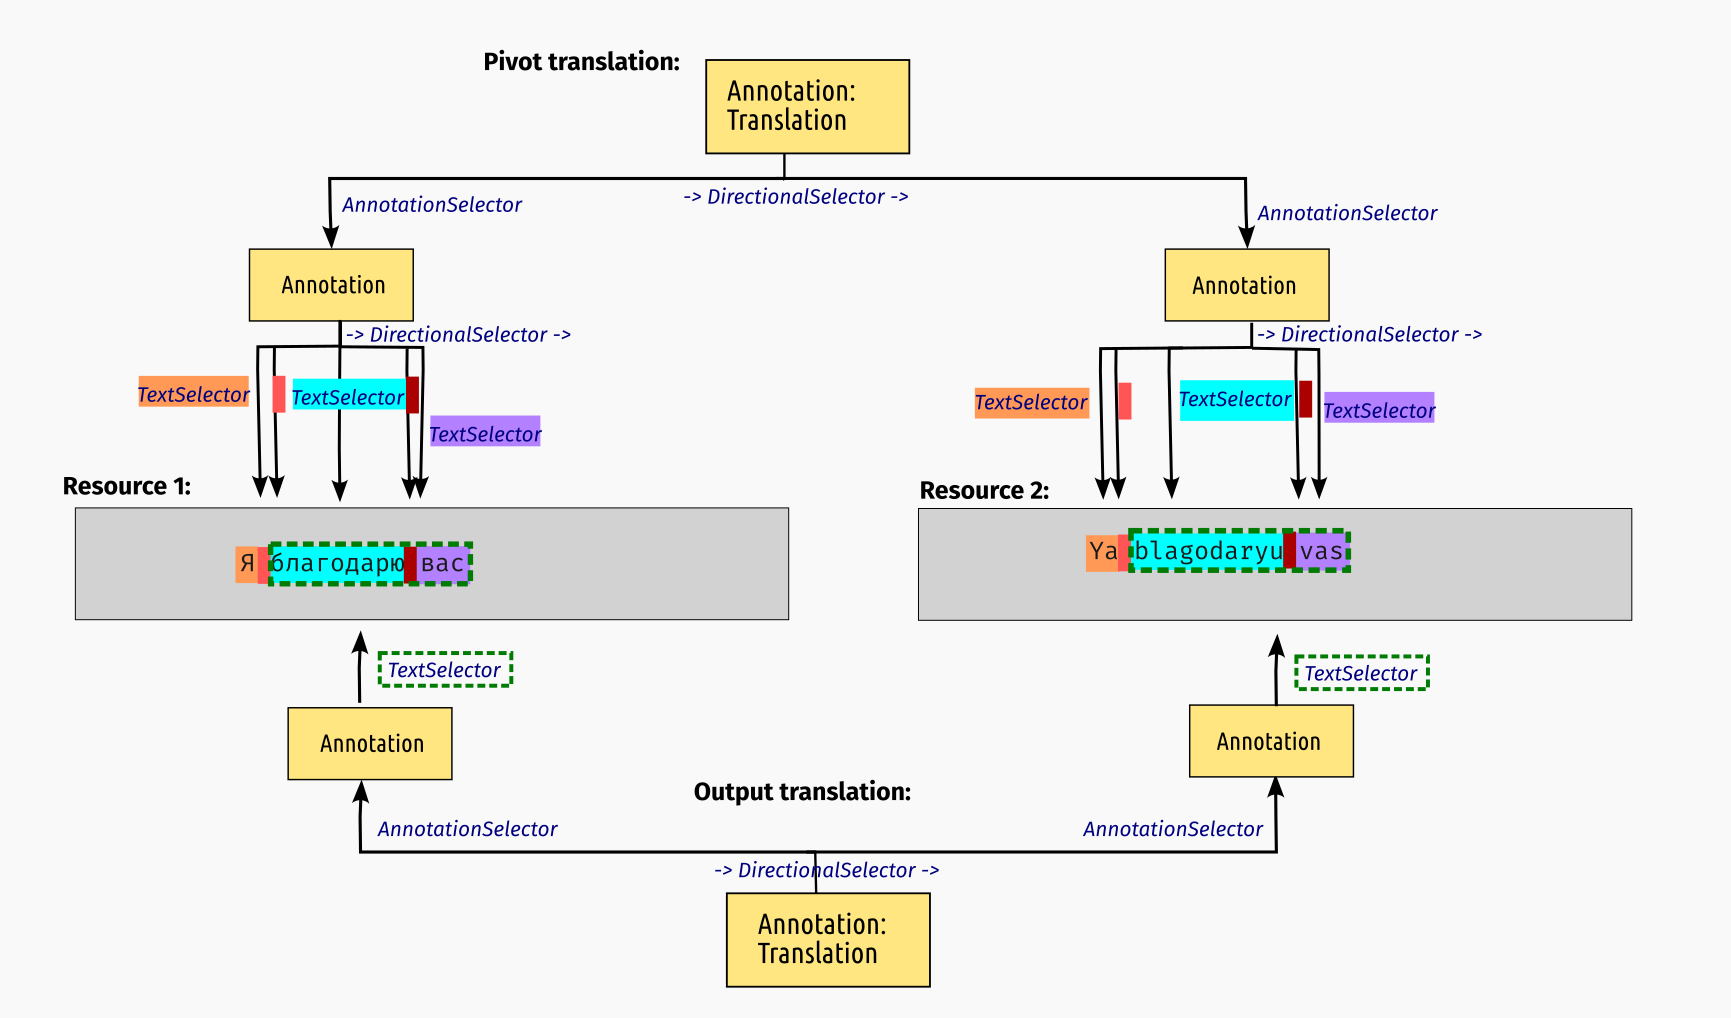 Pivot translation:
Annotation:
Translation
-> DirectionalSelector ->
AnnotationSelector
AnnotationSelector
Annotation
Annotation
-> DirectionalSelector ->
-> DirectionalSelector ->
TextSelector
TextSelector
TextSelector
TextSelector
TextSelector
TextSelector
Resource 1:
Resource 2:
Я благодарю вас
Ya blagodaryu vas
TextSelector
TextSelector
Annotation
Annotation
Output translation:
AnnotationSelector
AnnotationSelector
-> DirectionalSelector ->
Annotation:
Translation